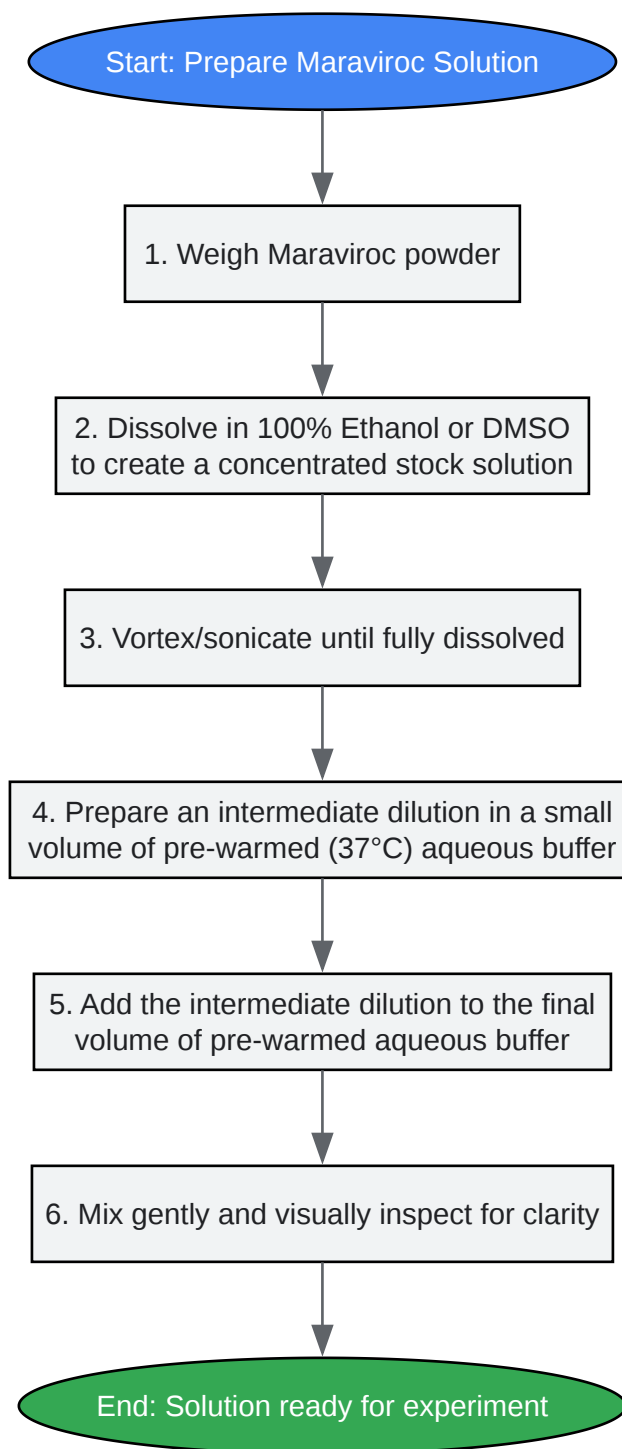 Start: Prepare Maraviroc Solution
1. Weigh Maraviroc powder
2. Dissolve in 100% Ethanol or DMSO
to create a concentrated stock solution
3. Vortex/sonicate until fully dissolved
4. Prepare an intermediate dilution in a small
volume of pre-warmed (37°C) aqueous buffer
5. Add the intermediate dilution to the final
volume of pre-warmed aqueous buffer
6. Mix gently and visually inspect for clarity
End: Solution ready for experiment